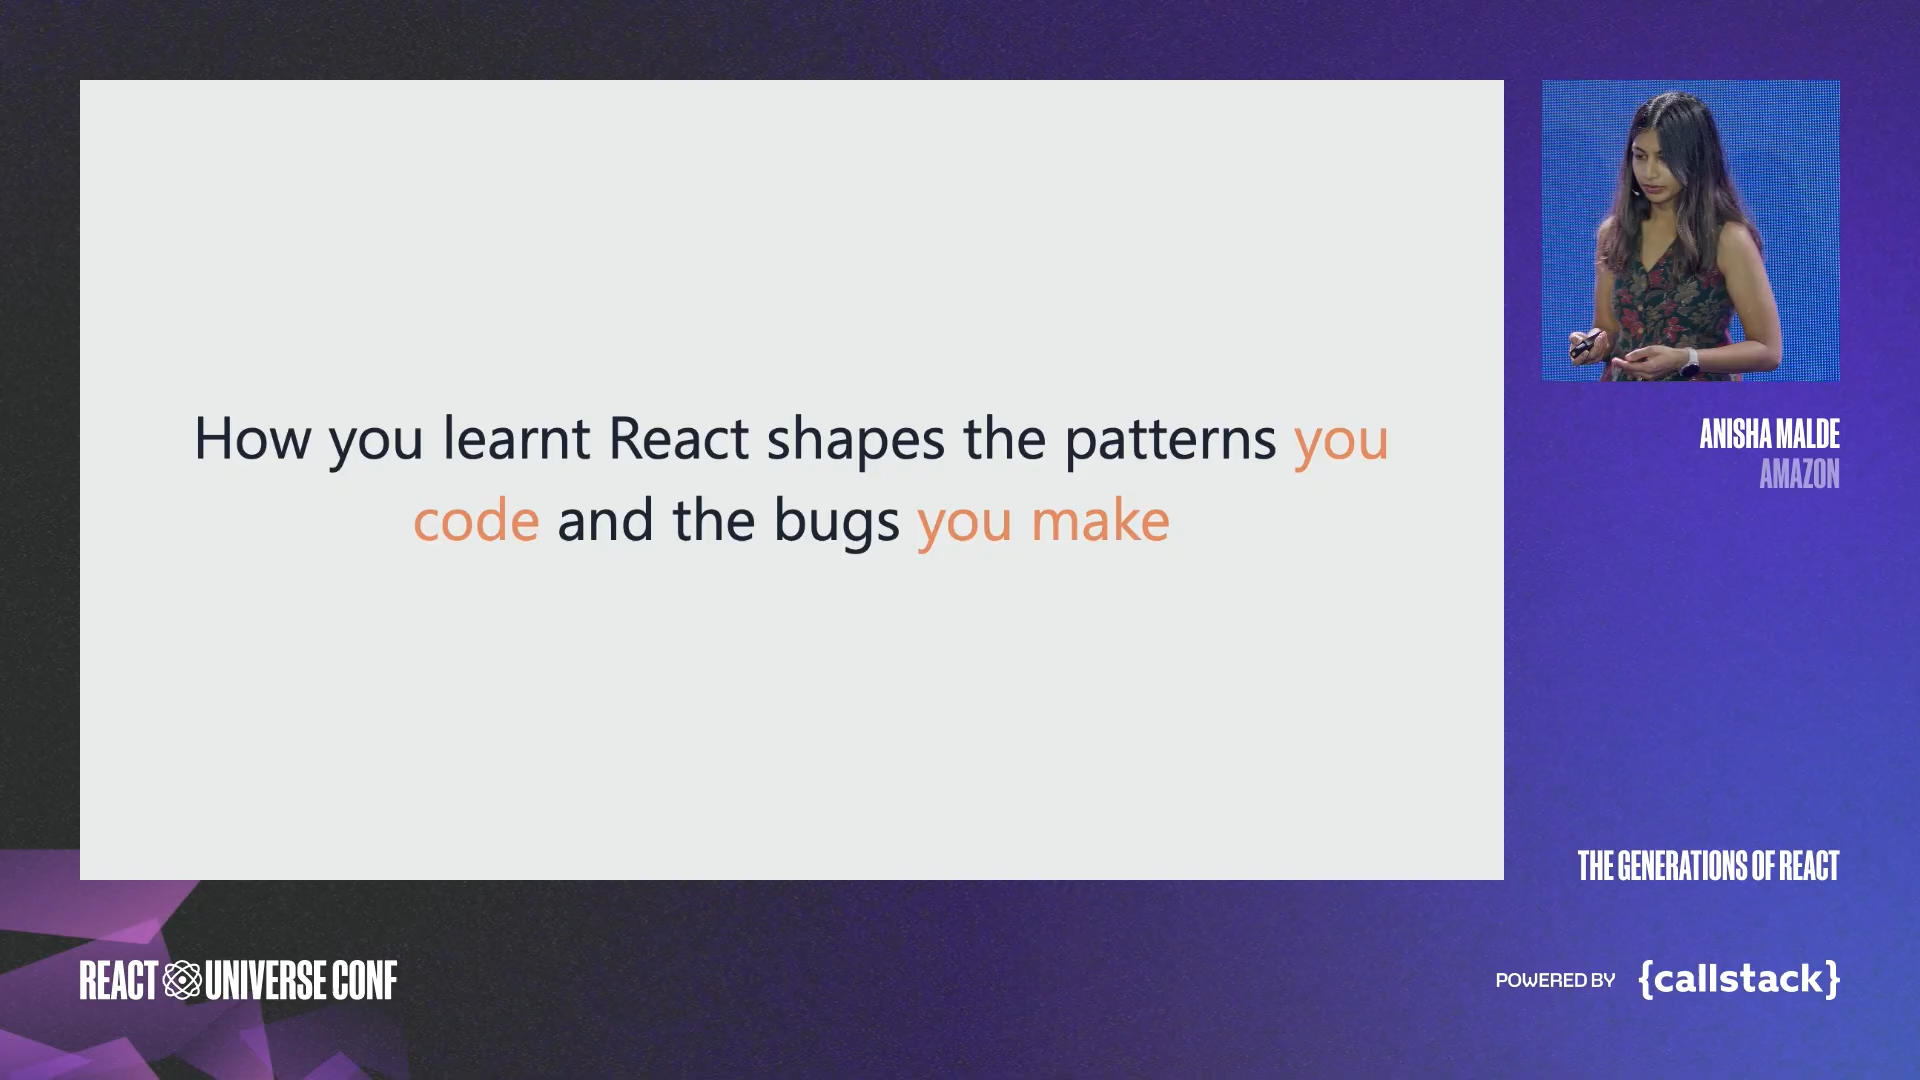 How you learnt React shapes the patterns you
code and the bugs you make
ANISHA MALDE
AMAZON
THE GENERATIONS OF REACT
REACT UNIVERSE CONF
POWERED BY {callstack}